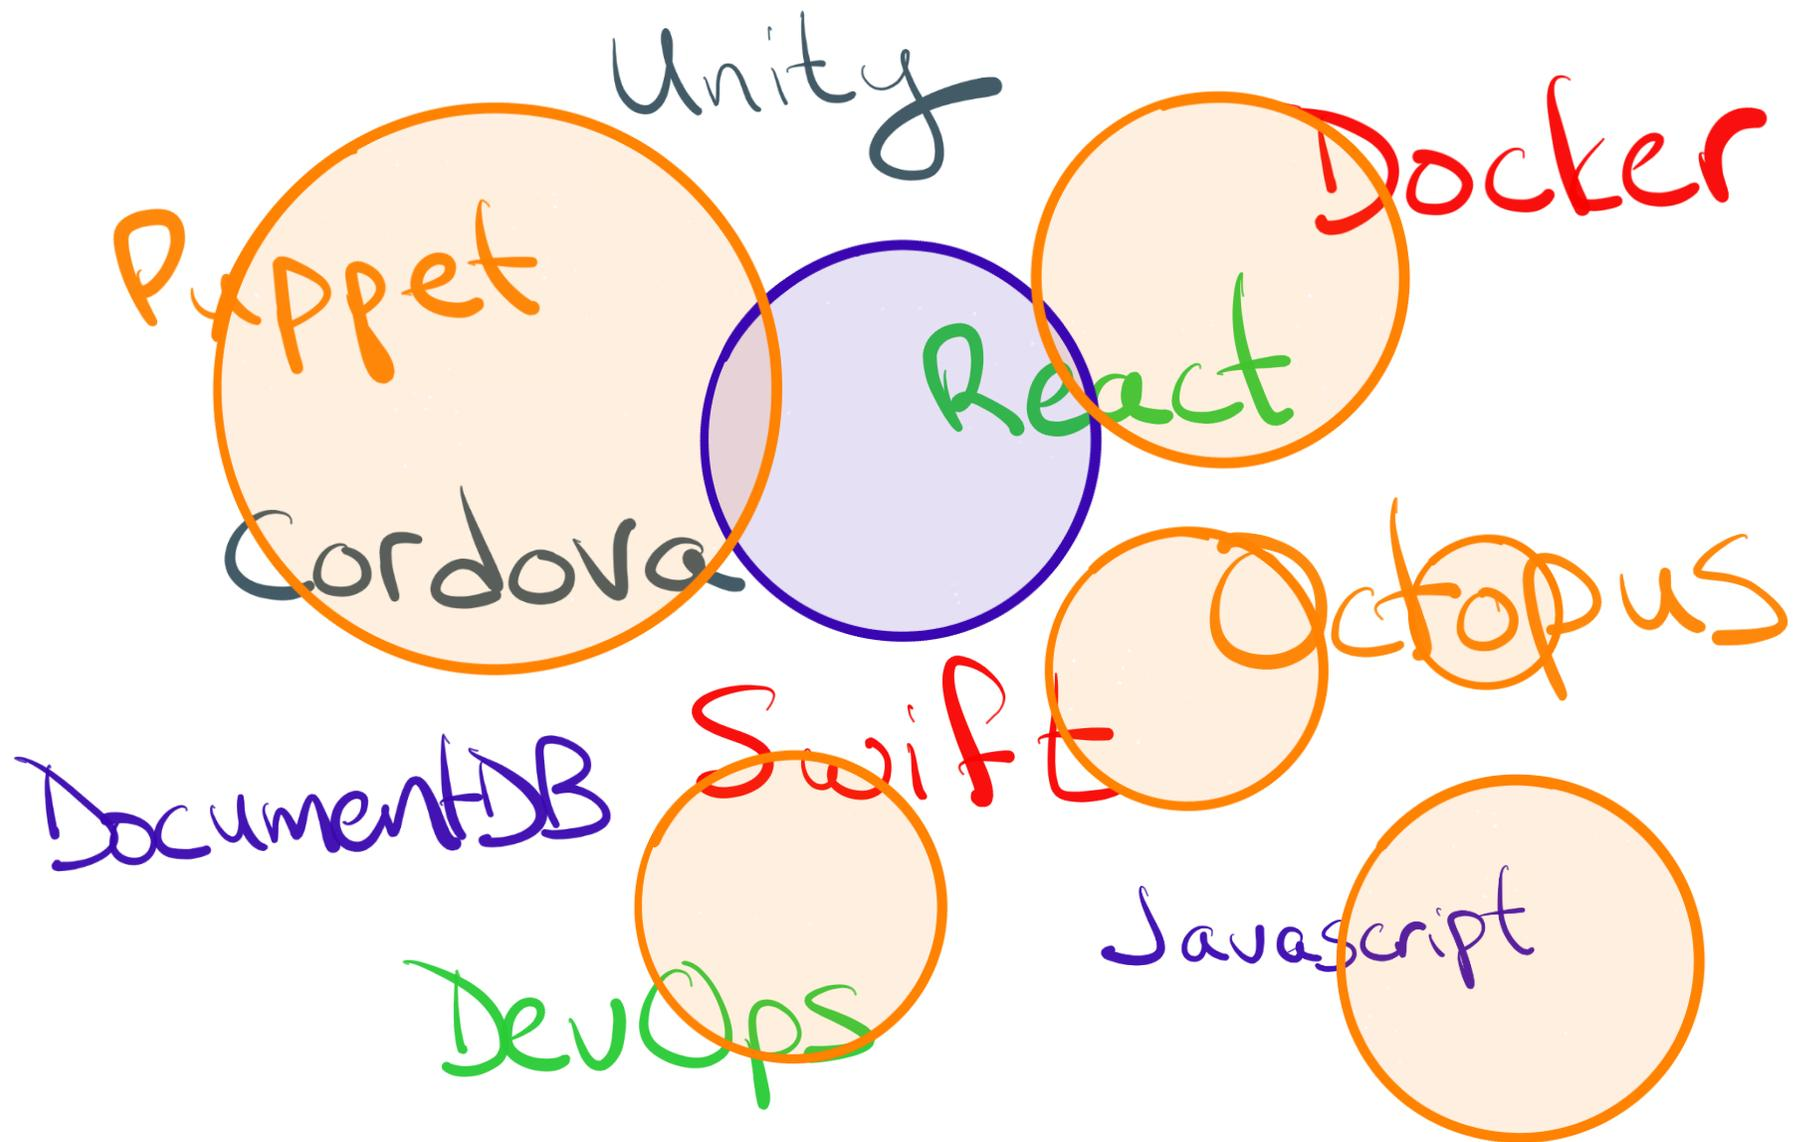 Unity
Docker
Puppet
React
Cordova
Octopus
Swift
DocumentDB
Javascript
DevOps